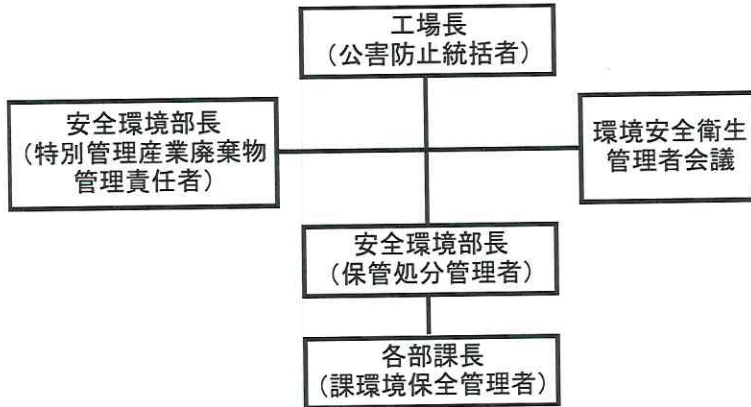 工場長
（公害防止統括者）
安全環境部長
（特別管理産業廃棄物
管理責任者）
環境安全衛生
管理者会議
安全環境部長
（保管処分管理者）
各部課長
（課環境保全管理者）